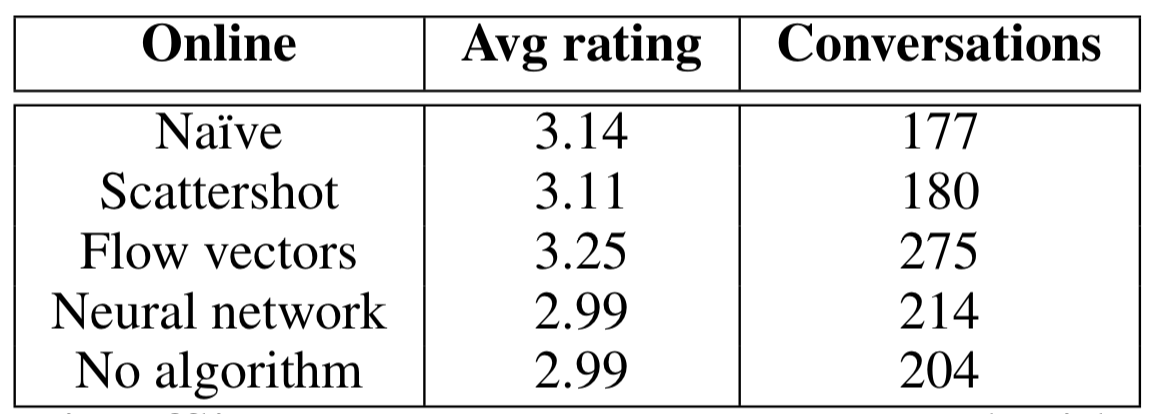 Online Avg rating Conversations
Naïve 3.14 177
Scattershot 3.11 180
Flow vectors 3.25 275
Neural network 2.99 214
No algorithm 2.99 204